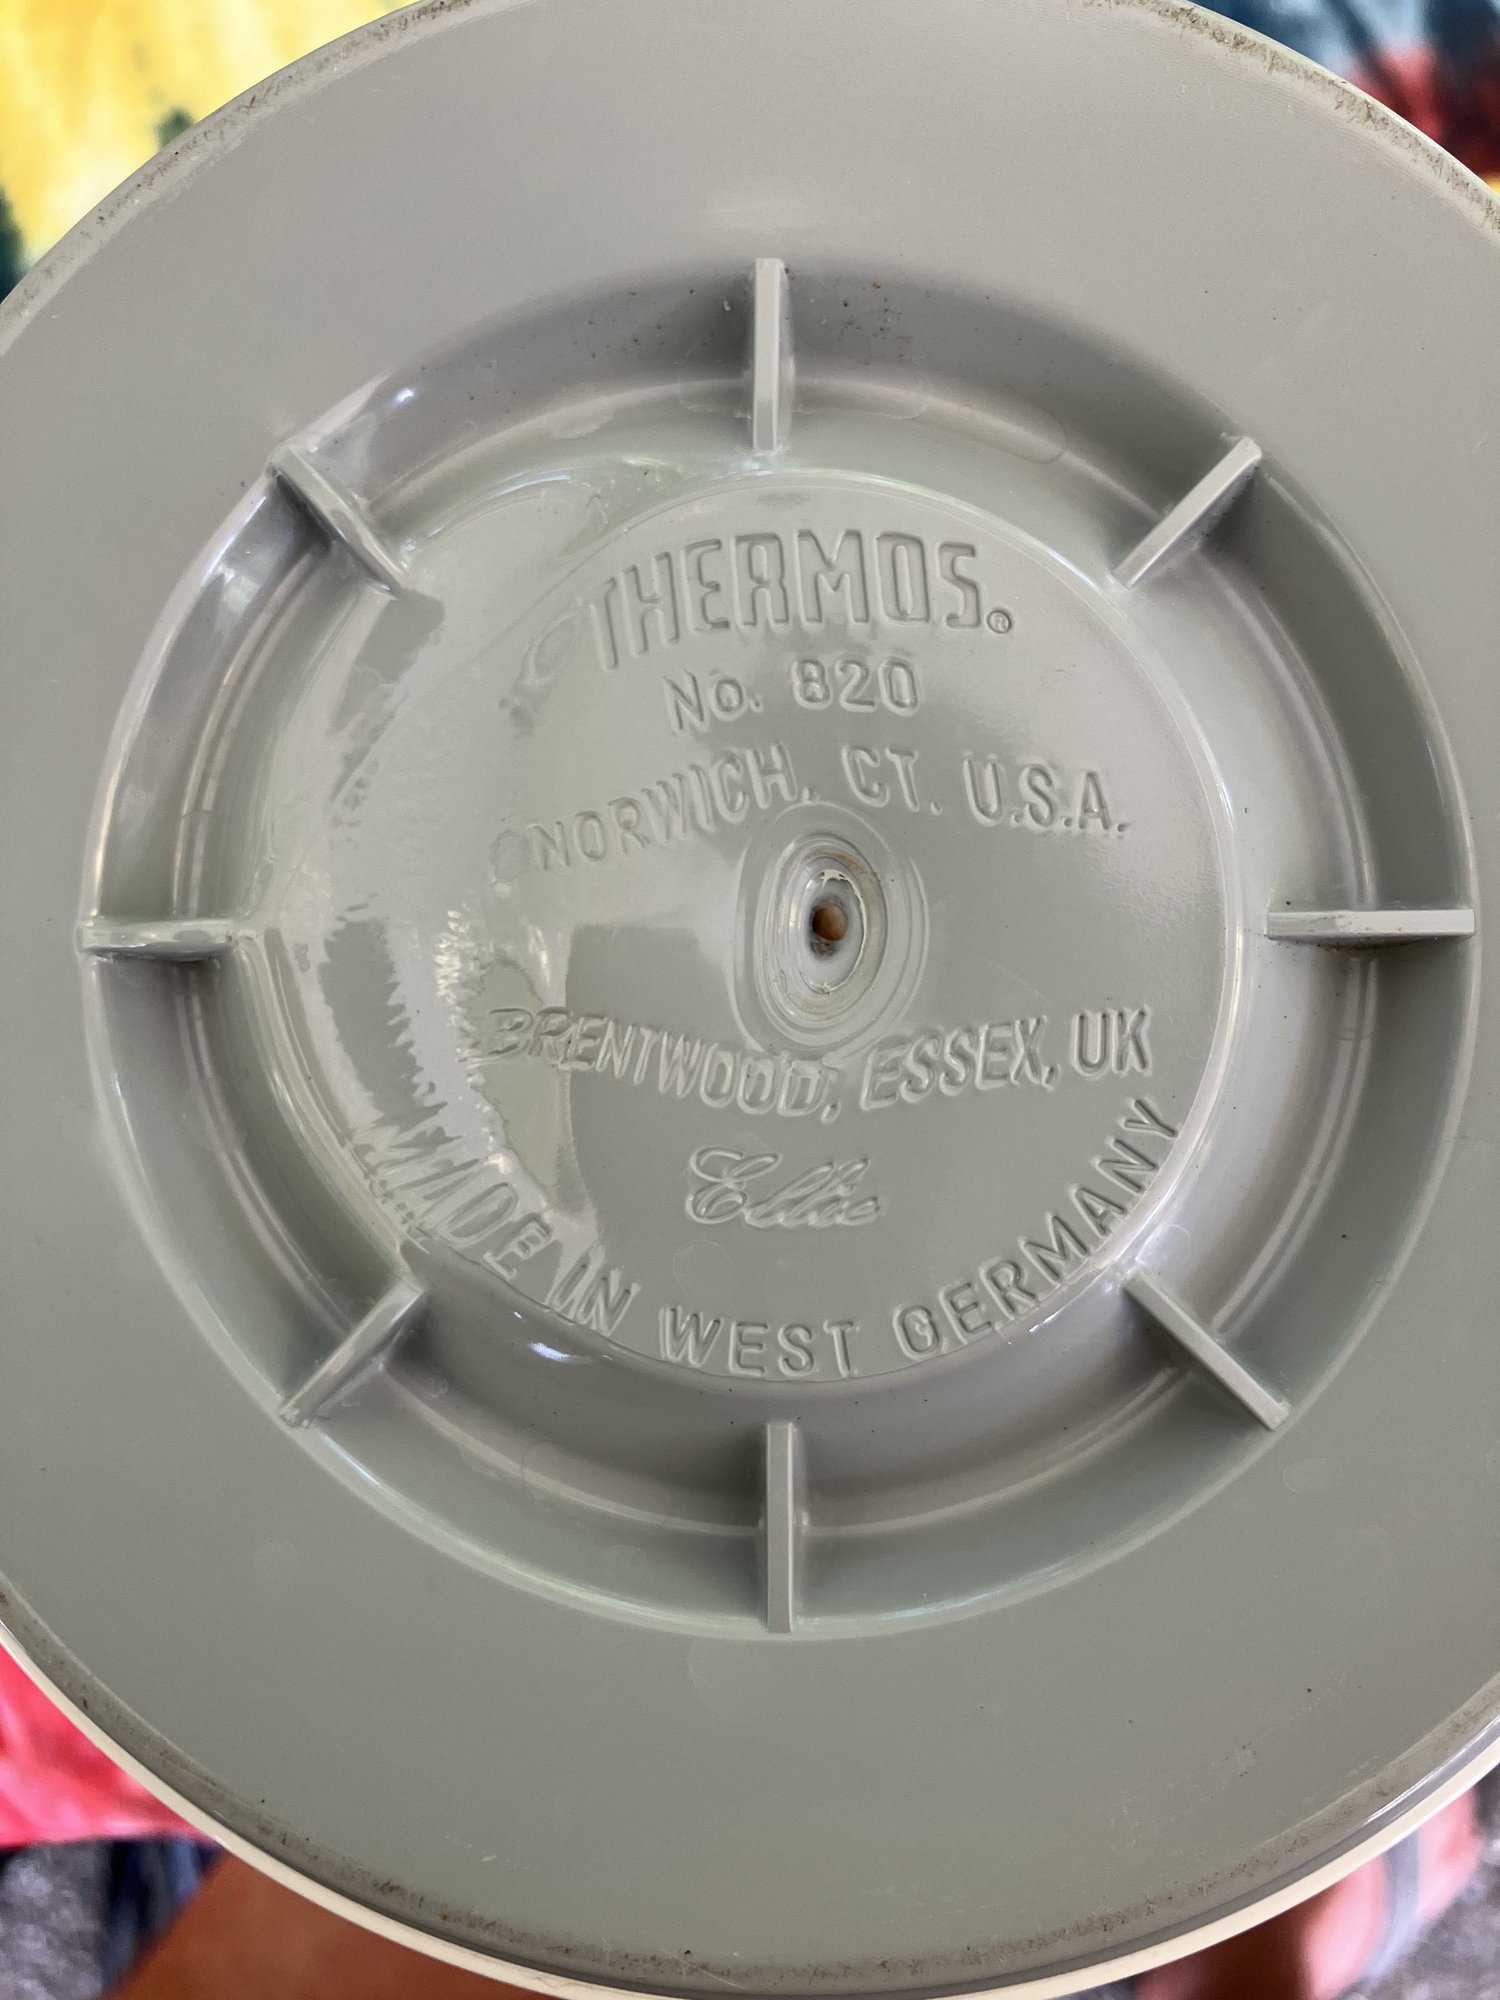 THERMOS®
No. 820
NORWICH, CT. U.S.A.
BRENTWOOD, ESSEX, UK
Ellie
MADE IN WEST GERMANY